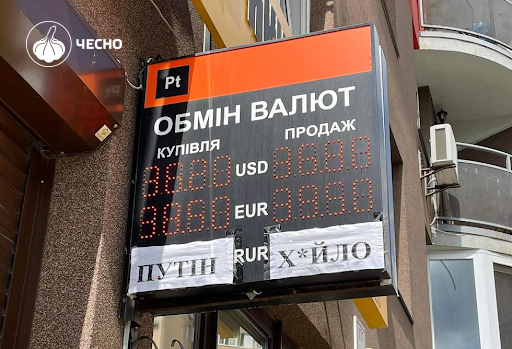 ЧЕСНО
Pt
ОБМІН ВАЛЮТ
КУПІВЛЯ ПРОДАЖ
USD
EUR
ПУТІН RUR Х*ЙЛО